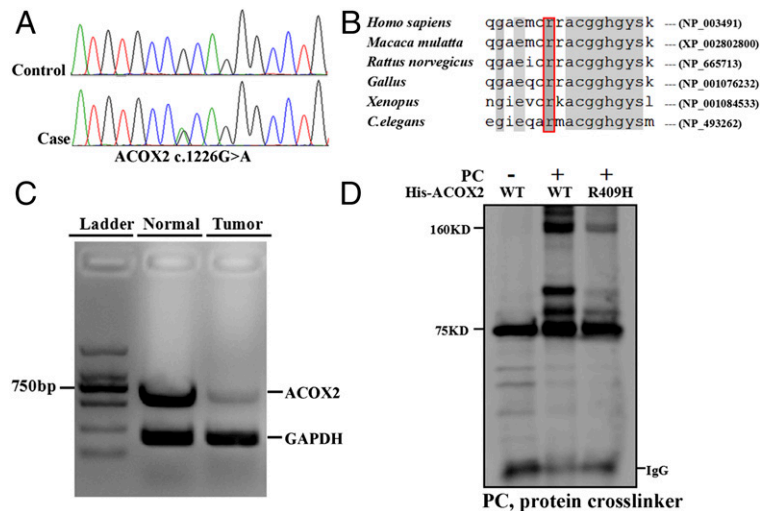 A
Control
Case
ACOX2 c.1226G>A
B
Homo sapiens qgaemcrracgghgysk --- (NP_003491)
Macaca mulatta qgaemcrracgghgysk --- (XP_002802800)
Rattus norvegicus qgaeicrracgghgysk --- (NP_665713)
Gallus qgaeqcrracgghgysk --- (NP_001076232)
Xenopus ngievcrkacgghgysl --- (NP_001084533)
C.elegans egieqarmacgghgysm --- (NP_493262)
C
Ladder Normal Tumor
750bp
ACOX2
GAPDH
D
PC - + +
His-ACOX2 WT WT R409H
160KD
75KD
IgG
PC, protein crosslinker